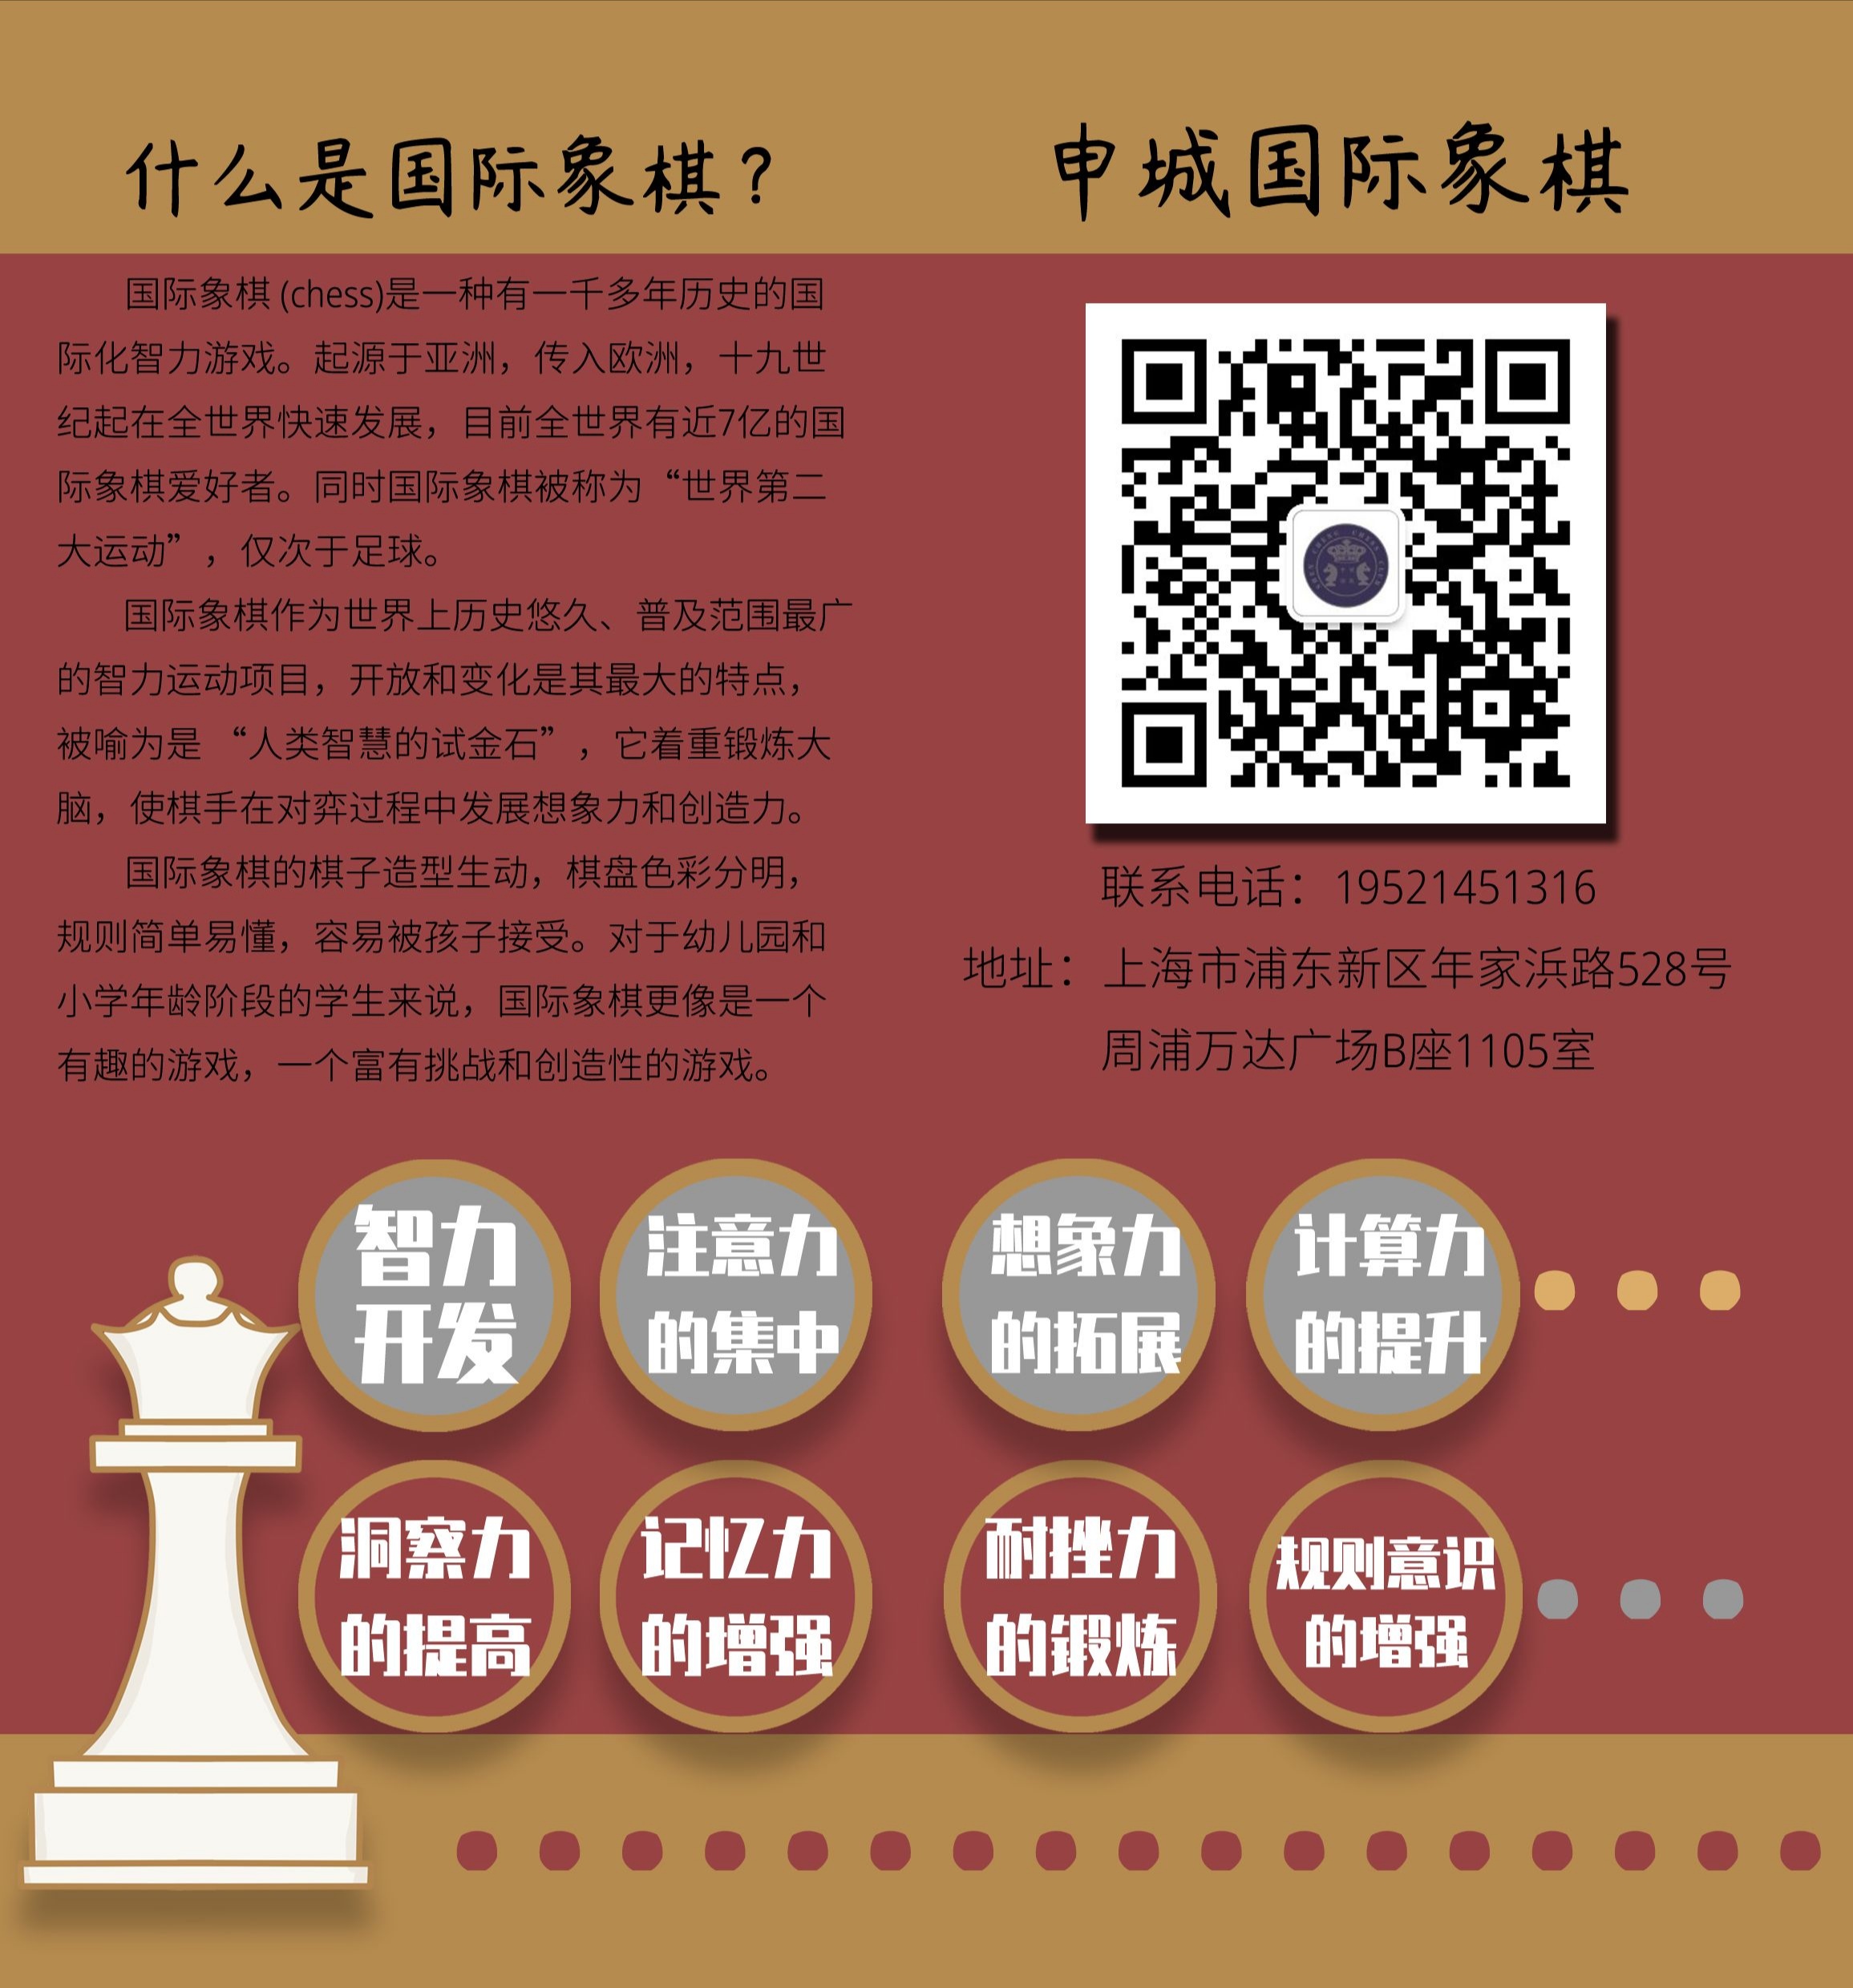 什么是国际象棋？
国际象棋 (chess)是一种有一千多年历史的国
际化智力游戏。起源于亚洲，传入欧洲，十九世
纪起在全世界快速发展，目前全世界有近7亿的国
际象棋爱好者。同时国际象棋被称为“世界第二
大运动”，仅次于足球。
国际象棋作为世界上历史悠久、普及范围最广
的智力运动项目，开放和变化是其最大的特点，
被喻为是“人类智慧的试金石”，它着重锻炼大
脑，使棋手在对弈过程中发展想象力和创造力。
国际象棋的棋子造型生动，棋盘色彩分明，
规则简单易懂，容易被孩子接受。对于幼儿园和
小学年龄阶段的学生来说，国际象棋更像是一个
有趣的游戏，一个富有挑战和创造性的游戏。
申城国际象棋
联系电话：19521451316
地址：上海市浦东新区年家浜路528号
周浦万达广场B座1105室
智力
开发
注意力
的集中
想象力
的拓展
计算力
的提升
洞察力
的提高
记忆力
的增强
耐挫力
的锻炼
规则意识
的增强